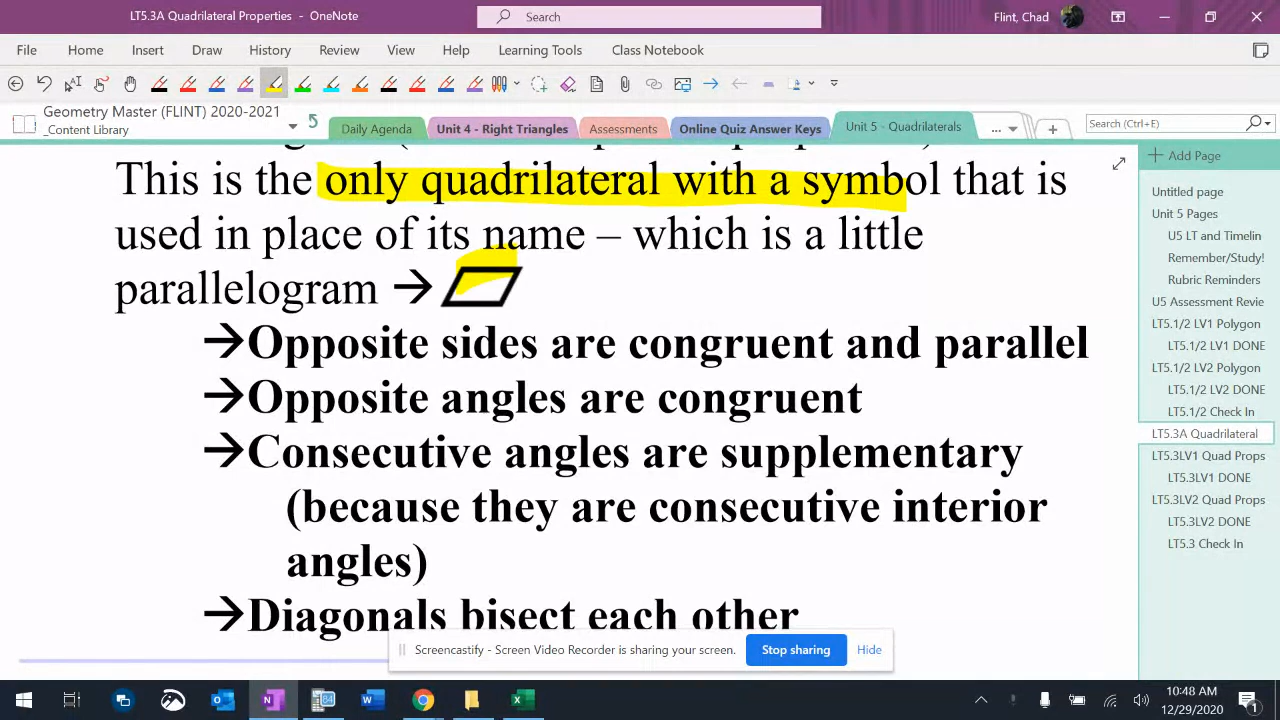 LT5.3A Quadrilateral Properties - OneNote
Search
Flint, Chad
File Home Insert Draw History Review View Help Learning Tools Class Notebook
Geometry Master (FLINT) 2020-2021
_Content Library
Daily Agenda Unit 4 - Right Triangles Assessments Online Quiz Answer Keys Unit 5 - Quadrilaterals ... + Search (Ctrl+E)
This is the only quadrilateral with a symbol that is
used in place of its name – which is a little
parallelogram →
→Opposite sides are congruent and parallel
→Opposite angles are congruent
→Consecutive angles are supplementary
(because they are consecutive interior
angles)
→Diagonals bisect each other
Add Page
Untitled page
Unit 5 Pages
U5 LT and Timelin
Remember/Study!
Rubric Reminders
U5 Assessment Revie
LT5.1/2 LV1 Polygon
LT5.1/2 LV1 DONE
LT5.1/2 LV2 Polygon
LT5.1/2 LV2 DONE
LT5.1/2 Check In
LT5.3A Quadrilateral
LT5.3LV1 Quad Props
LT5.3LV1 DONE
LT5.3LV2 Quad Props
LT5.3LV2 DONE
LT5.3 Check In
Screencastify - Screen Video Recorder is sharing your screen. Stop sharing Hide
10:48 AM
12/29/2020